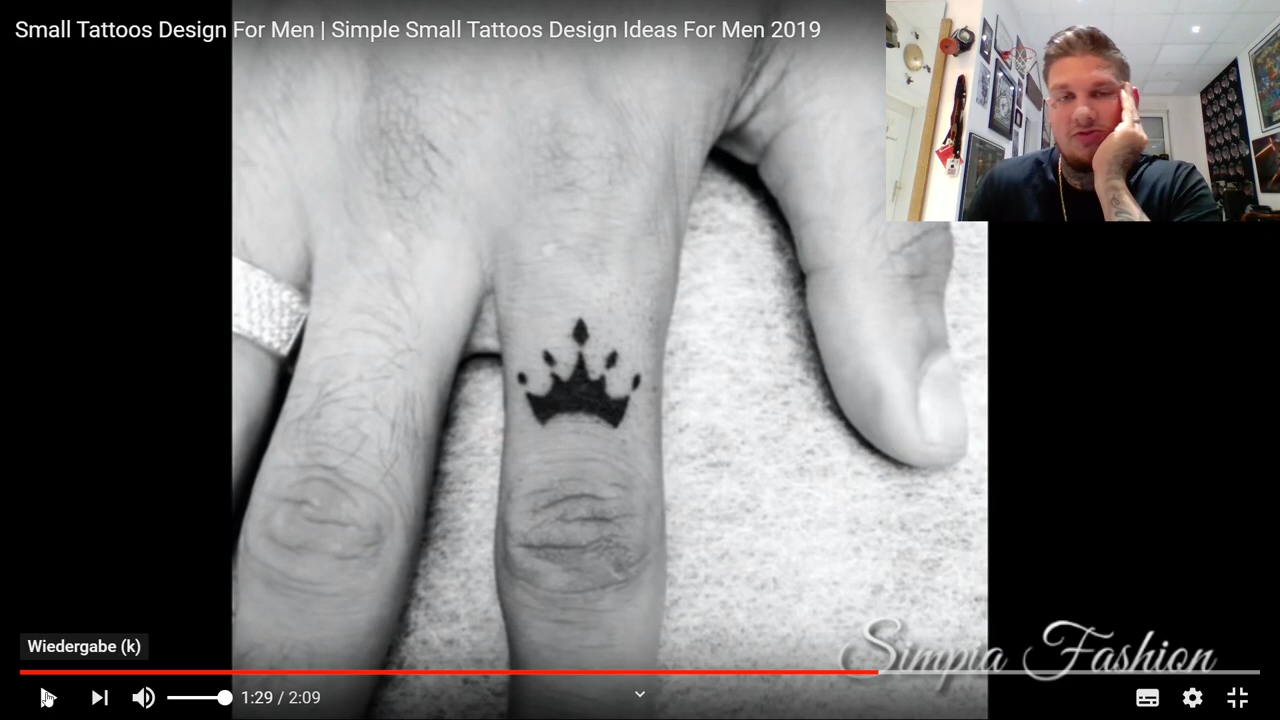 Small Tattoos Design For Men | Simple Small Tattoos Design Ideas For Men 2019
Simpia Fashion
Wiedergabe (k)
1:29 / 2:09